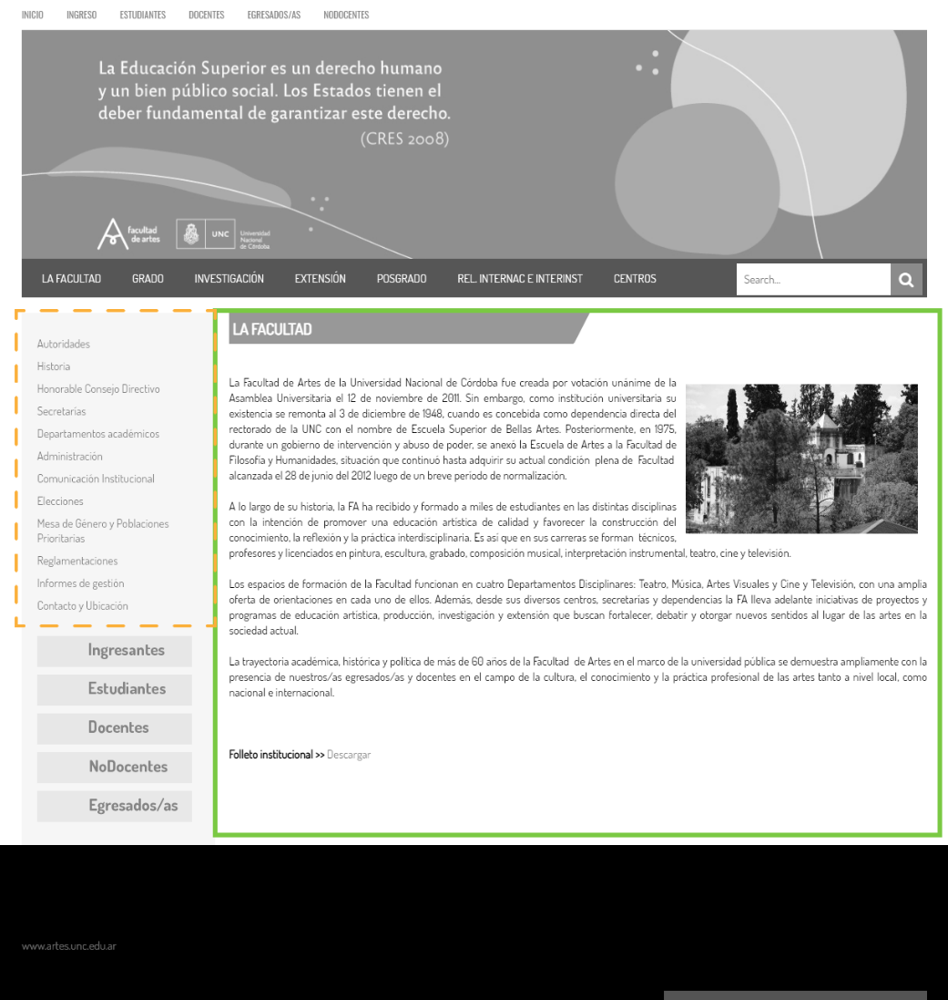 INICIO INGRESO ESTUDIANTES DOCENTES EGRESADOS/AS NODOCENTES
La Educación Superior es un derecho humano
y un bien público social. Los Estados tienen el
deber fundamental de garantizar este derecho.
(CRES 2008)
facultad
de artes
UNC
Universidad
Nacional
de Córdoba
LA FACULTAD GRADO INVESTIGACIÓN EXTENSIÓN POSGRADO REL. INTERNAC E INTERINST CENTROS Search...
Autoridades
Historia
Honorable Consejo Directivo
Secretarías
Departamentos académicos
Administración
Comunicación Institucional
Elecciones
Mesa de Género y Poblaciones
Prioritarias
Reglamentaciones
Informes de gestión
Contacto y Ubicación
Ingresantes
Estudiantes
Docentes
NoDocentes
Egresados/as
LA FACULTAD
La Facultad de Artes de la Universidad Nacional de Córdoba fue creada por votación unánime de la
Asamblea Universitaria el 12 de noviembre de 2011. Sin embargo, como institución universitaria su
existencia se remonta al 3 de diciembre de 1948, cuando es concebida como dependencia directa del
rectorado de la UNC con el nombre de Escuela Superior de Bellas Artes. Posteriormente, en 1975,
durante un gobierno de intervención y abuso de poder, se anexó la Escuela de Artes a la Facultad de
Filosofía y Humanidades, situación que continuó hasta adquirir su actual condición plena de Facultad
alcanzada el 28 de junio del 2012 luego de un breve período de normalización.
A lo largo de su historia, la FA ha recibido y formado a miles de estudiantes en las distintas disciplinas
con la intención de promover una educación artística de calidad y favorecer la construcción del
conocimiento, la reflexión y la práctica interdisciplinaria. Es así que en sus carreras se forman técnicos,
profesores y licenciados en pintura, escultura, grabado, composición musical, interpretación instrumental, teatro, cine y televisión.
Los espacios de formación de la Facultad funcionan en cuatro Departamentos Disciplinares: Teatro, Música, Artes Visuales y Cine y Televisión, con una amplia
oferta de orientaciones en cada uno de ellos. Además, desde sus diversos centros, secretarías y dependencias la FA lleva adelante iniciativas de proyectos y
programas de educación artística, producción, investigación y extensión que buscan fortalecer, debatir y otorgar nuevos sentidos al lugar de las artes en la
sociedad actual.
La trayectoria académica, histórica y política de más de 60 años de la Facultad de Artes en el marco de la universidad pública se demuestra ampliamente con la
presencia de nuestros/as egresados/as y docentes en el campo de la cultura, el conocimiento y la práctica profesional de las artes tanto a nivel local, como
nacional e internacional.
Folleto institucional >> Descargar
www.artes.unc.edu.ar